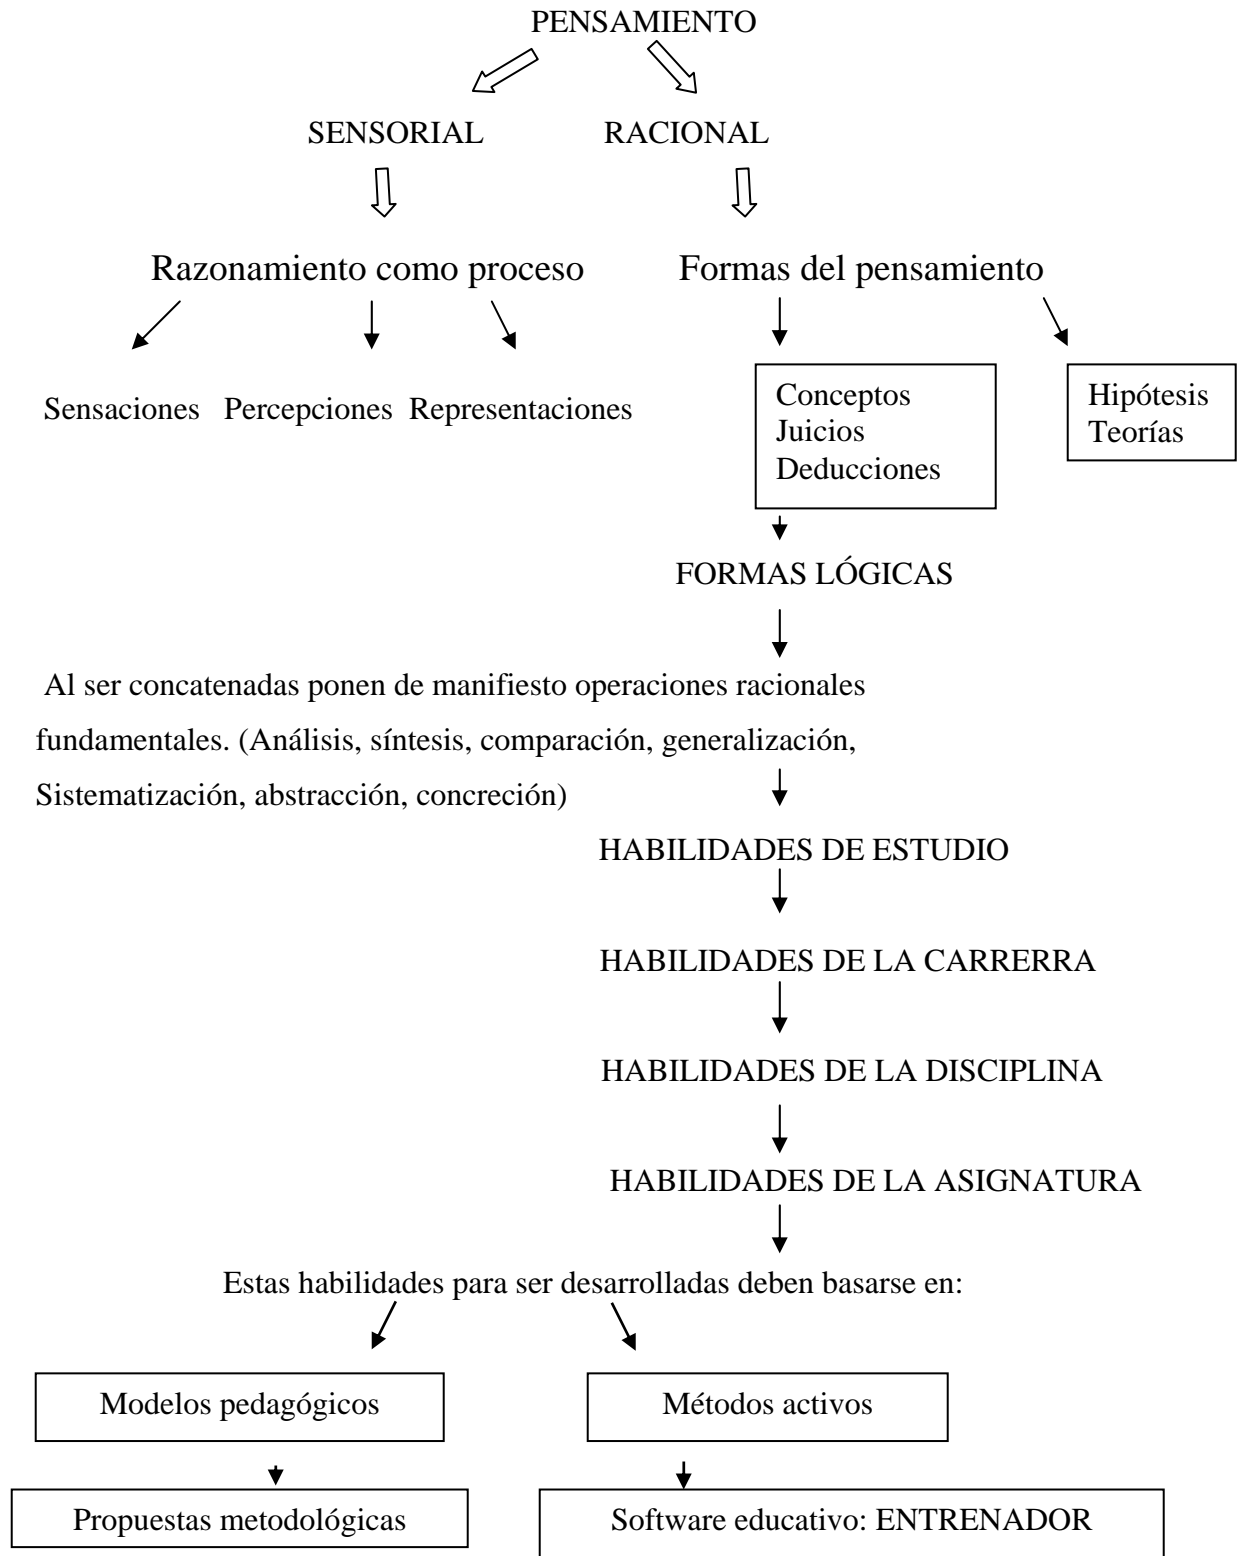 PENSAMIENTO
SENSORIAL RACIONAL
Razonamiento como proceso Formas del pensamiento
Sensaciones Percepciones Representaciones
Conceptos
Juicios
Deducciones
Hipótesis
Teorías
FORMAS LÓGICAS
Al ser concatenadas ponen de manifiesto operaciones racionales
fundamentales. (Análisis, síntesis, comparación, generalización,
Sistematización, abstracción, concreción)
HABILIDADES DE ESTUDIO
HABILIDADES DE LA CARRERRA
HABILIDADES DE LA DISCIPLINA
HABILIDADES DE LA ASIGNATURA
Estas habilidades para ser desarrolladas deben basarse en:
Modelos pedagógicos
Métodos activos
Propuestas metodológicas
Software educativo: ENTRENADOR